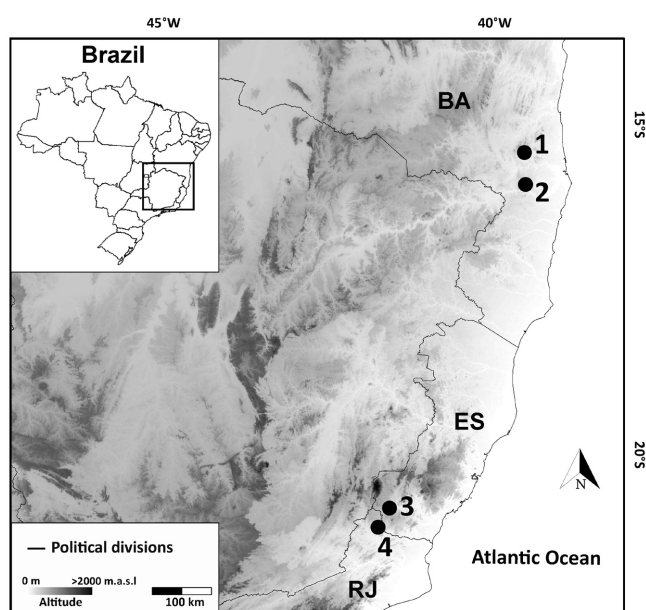 45°W 40°W
Brazil
BA
15°S
1
2
ES
20°S
N
3
4
Political divisions
Atlantic Ocean
0 m >2000 m.a.s.l
Altitude 100 km
RJ